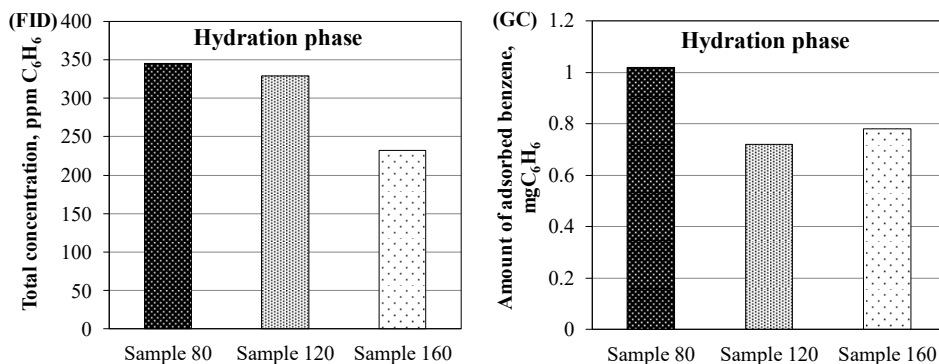 (FID)
Total concentration, ppm C₆H₆
400
350
300
250
200
150
100
50
0
Hydration phase
Sample 80 Sample 120 Sample 160
(GC)
Amount of adsorbed benzene,
mgC₆H₆
1.2
1
0.8
0.6
0.4
0.2
0
Hydration phase
Sample 80 Sample 120 Sample 160